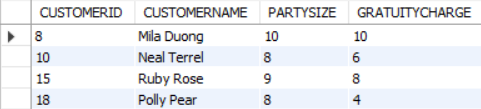 CUSTOMERID CUSTOMERNAME PARTYSIZE GRATUITYCHARGE
8 Mila Duong 10 10
10 Neal Terrel 8 6
15 Ruby Rose 9 8
18 Polly Pear 8 4